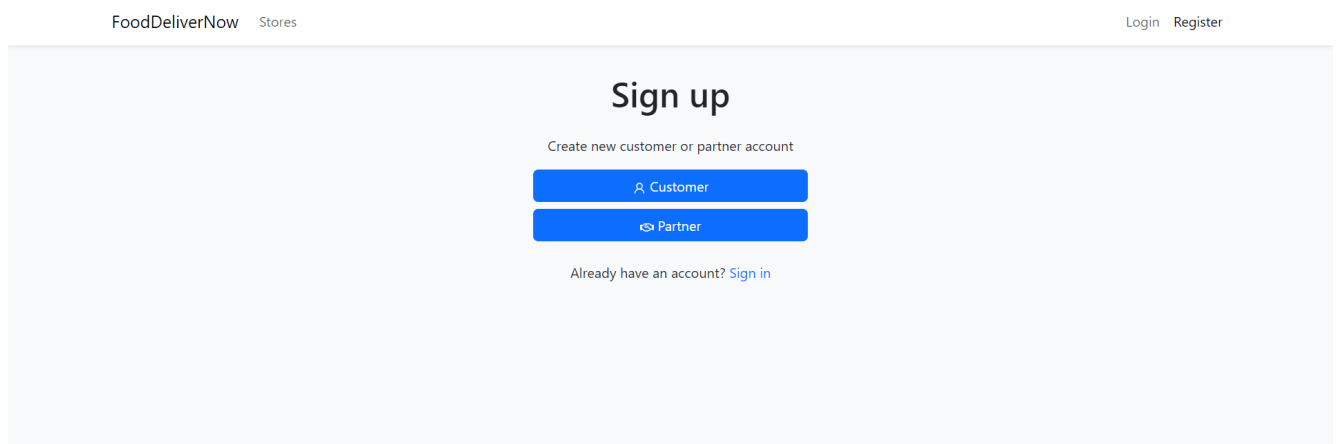 FoodDeliverNow Stores Login Register
Sign up
Create new customer or partner account
Customer
Partner
Already have an account? Sign in